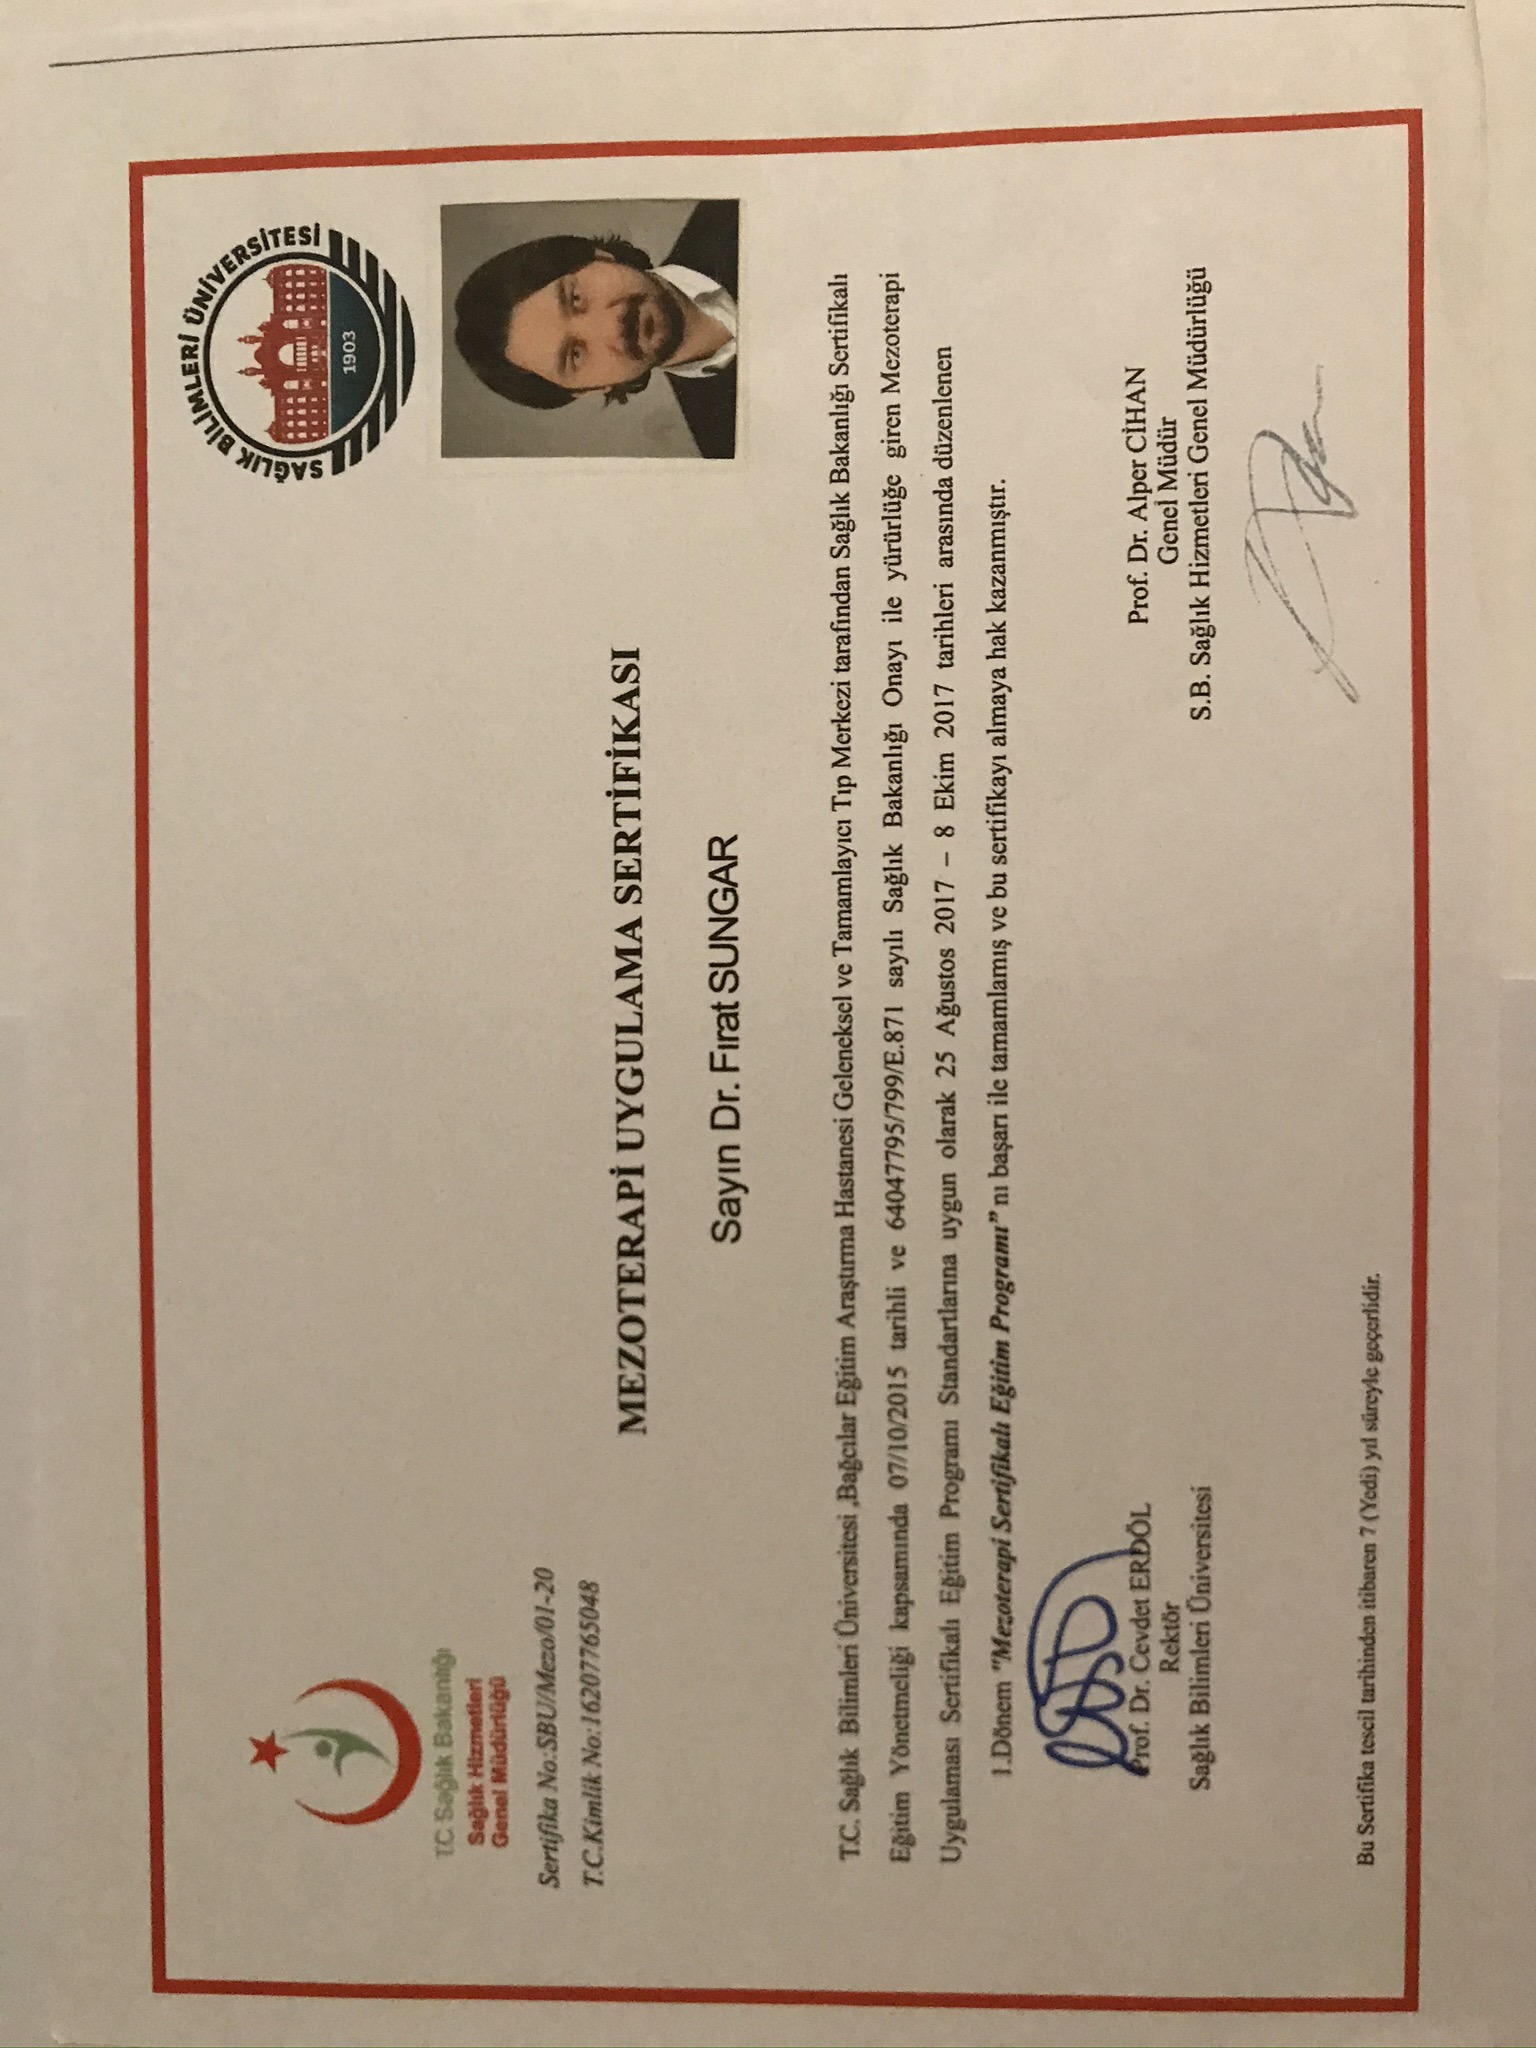 T.C. Sağlık Bakanlığı
Sağlık Hizmetleri
Genel Müdürlüğü
SAĞLIK BİLİMLERİ ÜNİVERSİTESİ
1903
Sertifika No:SBU/Mezo/01-20
T.C.Kimlik No:16207765048
MEZOTERAPİ UYGULAMA SERTİFİKASI
Sayın Dr. Fırat SUNGAR
T.C. Sağlık Bilimleri Üniversitesi ,Bağcılar Eğitim Araştırma Hastanesi Geleneksel ve Tamamlayıcı Tıp Merkezi tarafından Sağlık Bakanlığı Sertifikalı
Eğitim Yönetmeliği kapsamında 07/10/2015 tarihli ve 64047795/799/E.871 sayılı Sağlık Bakanlığı Onayı ile yürürlüğe giren Mezoterapi
Uygulaması Sertifikalı Eğitim Programı Standartlarına uygun olarak 25 Ağustos 2017 – 8 Ekim 2017 tarihleri arasında düzenlenen
1.Dönem "Mezoterapi Sertifikalı Eğitim Programı" nı başarı ile tamamlamış ve bu sertifikayı almaya hak kazanmıştır.
Prof. Dr. Cevdet ERDÖL
Rektör
Sağlık Bilimleri Üniversitesi
Prof. Dr. Alper CİHAN
Genel Müdür
S.B. Sağlık Hizmetleri Genel Müdürlüğü
Bu Sertifika tescil tarihinden itibaren 7 (Yedi) yıl süreyle geçerlidir.